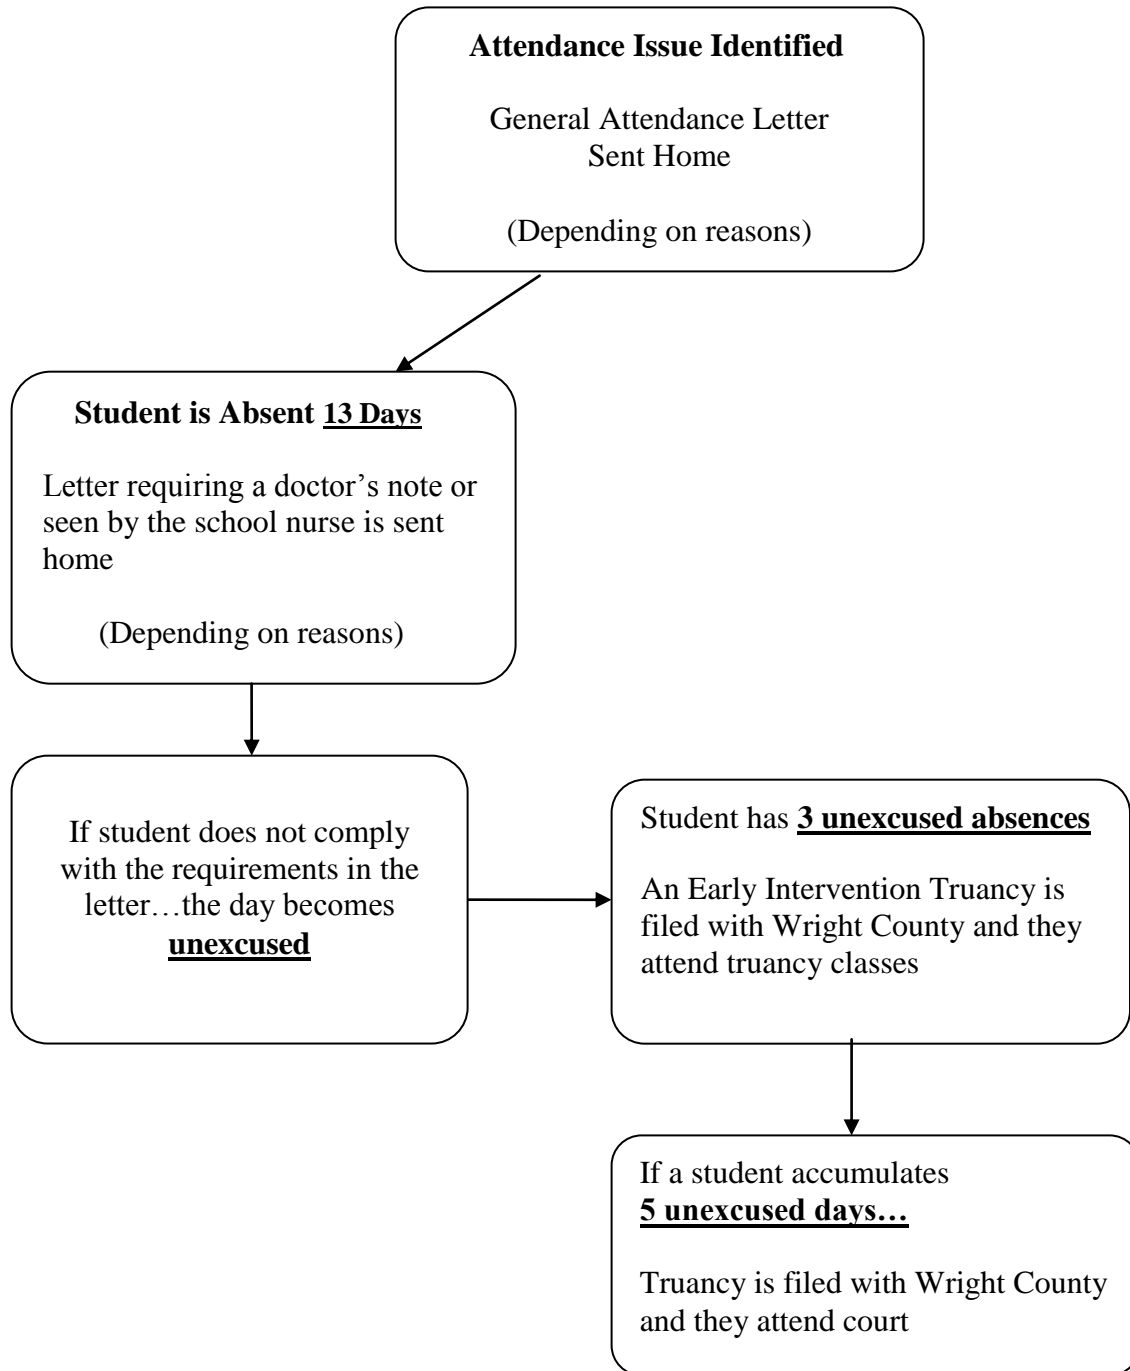 Attendance Issue Identified
General Attendance Letter
Sent Home
(Depending on reasons)
Student is Absent 13 Days
Letter requiring a doctor’s note or
seen by the school nurse is sent
home
(Depending on reasons)
If student does not comply
with the requirements in the
letter…the day becomes
unexcused
Student has 3 unexcused absences
An Early Intervention Truancy is
filed with Wright County and they
attend truancy classes
If a student accumulates
5 unexcused days…
Truancy is filed with Wright County
and they attend court